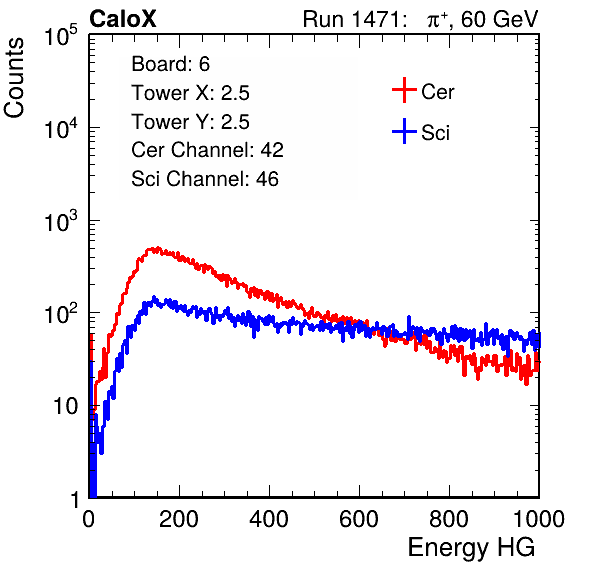 CaloX Run 1471: π⁺, 60 GeV
Board: 6
Tower X: 2.5
Tower Y: 2.5
Cer Channel: 42
Sci Channel: 46
Cer
Sci
Counts
10⁵
10⁴
10³
10²
10
1
0 200 400 600 800 1000
Energy HG